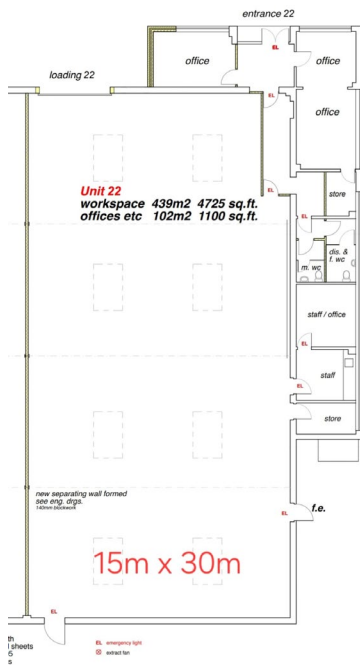 entrance 22
EL
office
office
loading 22
EL
office
EL
Unit 22
workspace 439m2 4725 sq.ft.
offices etc 102m2 1100 sq.ft.
store
EL
m. wc
dis. &
f. wc
staff / office
EL
staff
EL
store
new separating wall formed
see eng. drgs.
140mm blockwork
f.e.
EL
15m x 30m
EL
th
l sheets
s
EL emergency light
extract fan